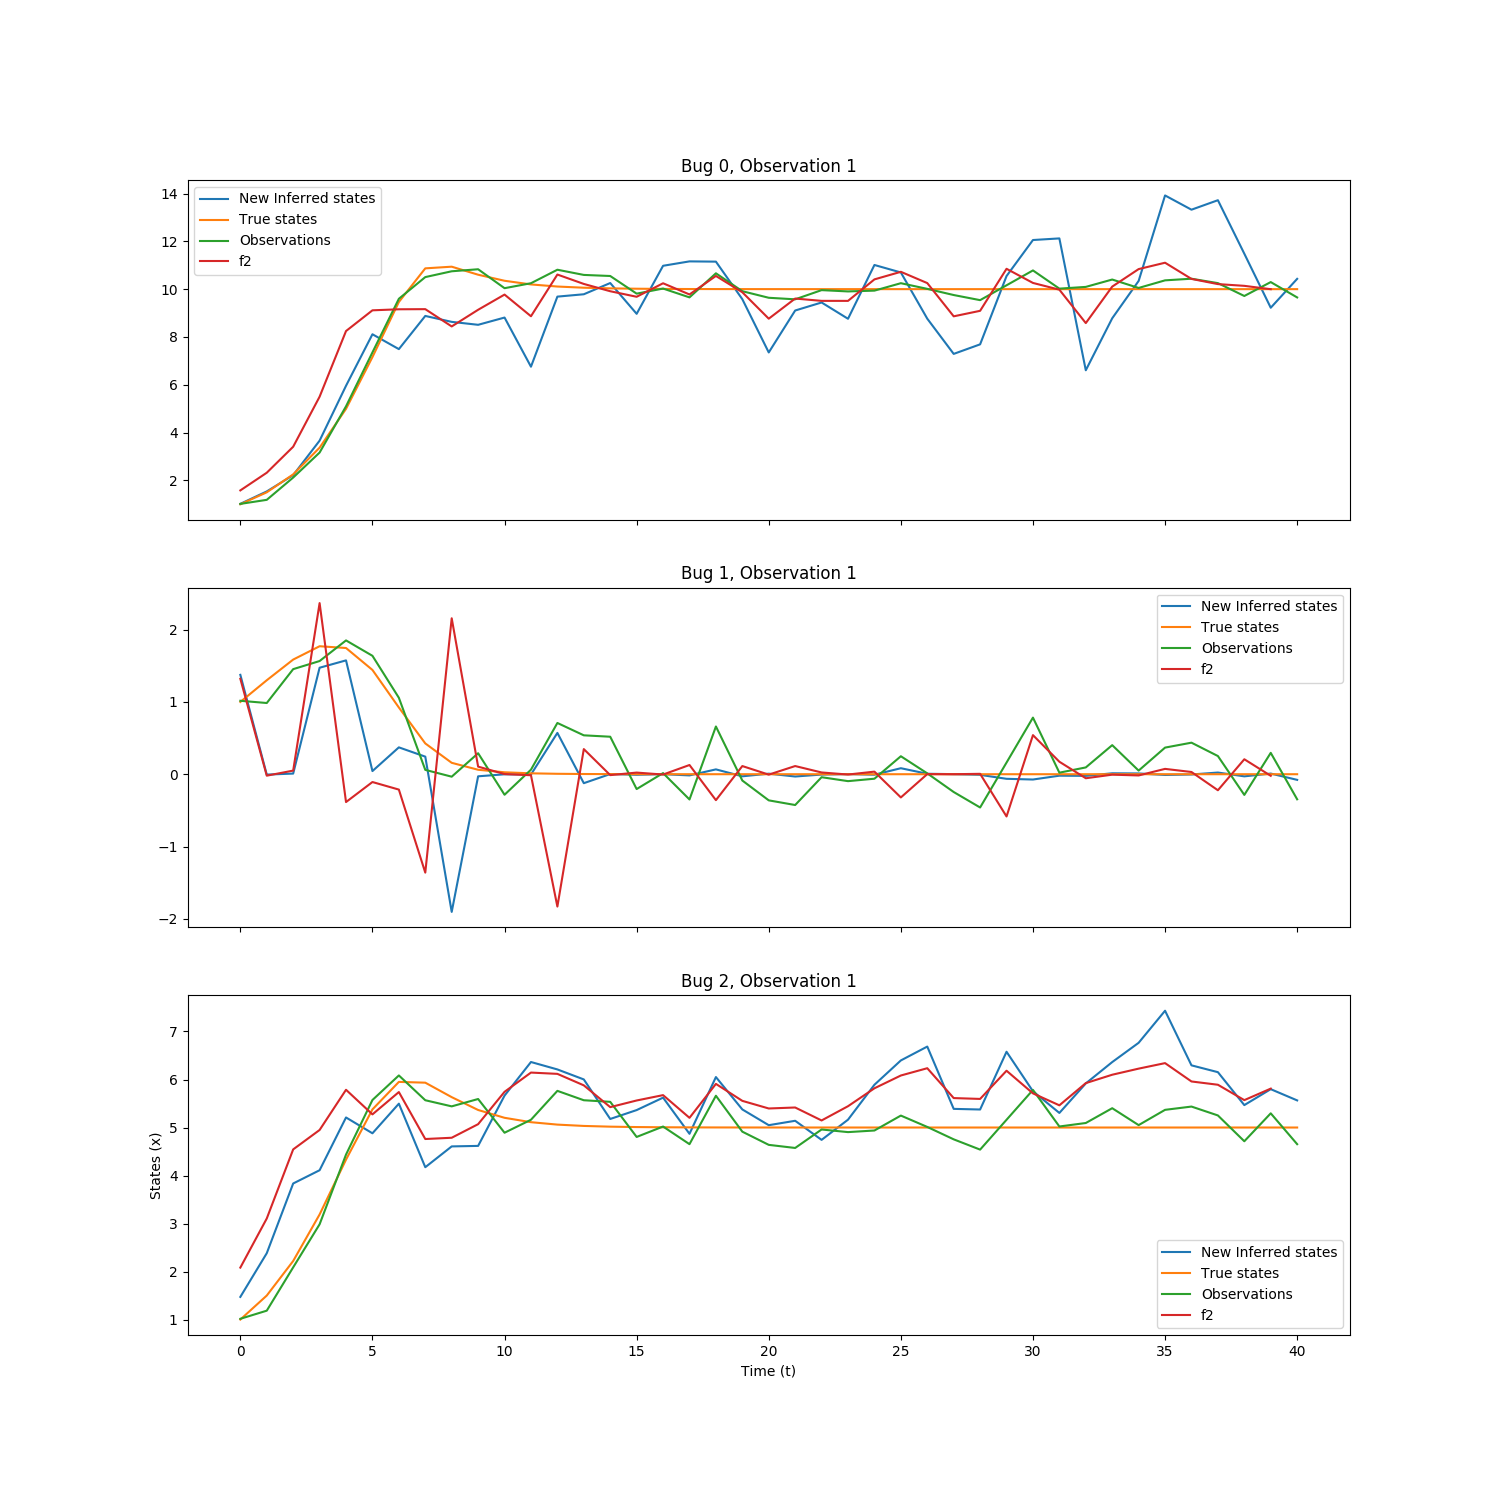 Bug 0, Observation 1
14
12
10
8
6
4
2
New Inferred states
True states
Observations
f2
Bug 1, Observation 1
2
1
0
−1
−2
New Inferred states
True states
Observations
f2
Bug 2, Observation 1
States (x)
7
6
5
4
3
2
1
New Inferred states
True states
Observations
f2
0 5 10 15 20 25 30 35 40
Time (t)